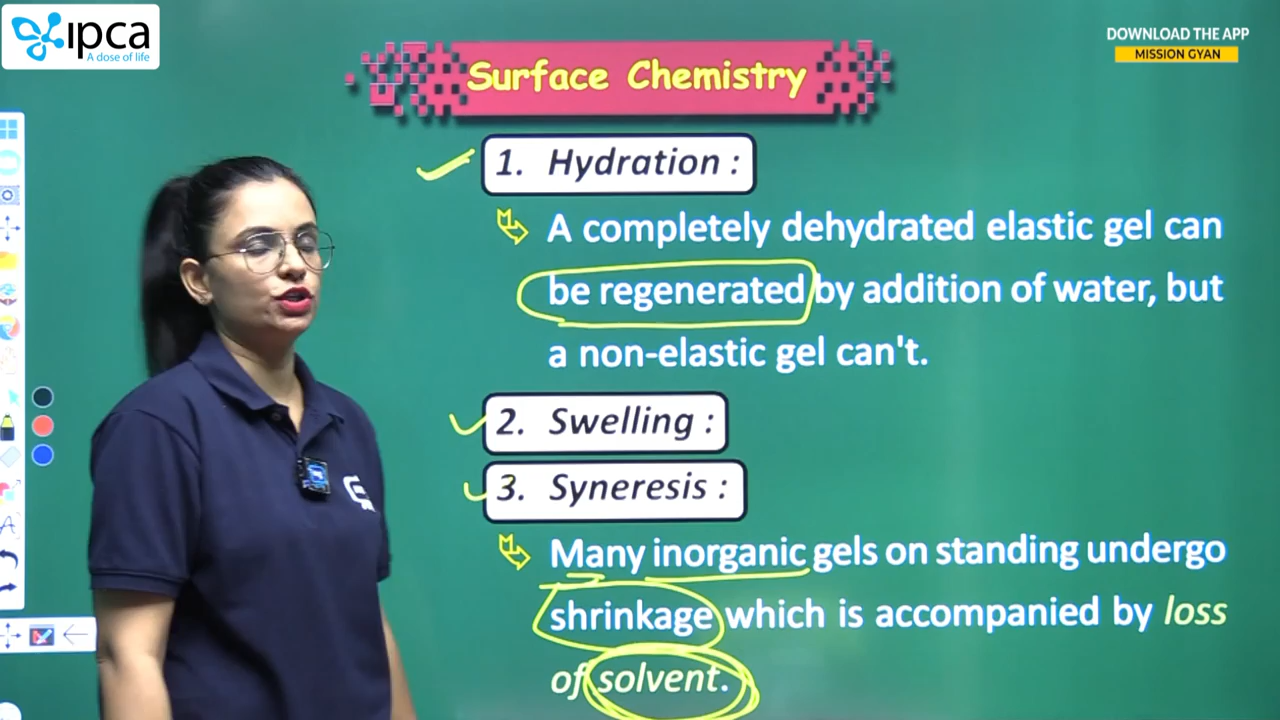 ipca
A dose of life
DOWNLOAD THE APP
MISSION GYAN
Surface Chemistry
1. Hydration :
A completely dehydrated elastic gel can
be regenerated by addition of water, but
a non-elastic gel can't.
2. Swelling :
3. Syneresis :
Many inorganic gels on standing undergo
shrinkage which is accompanied by loss
of solvent.